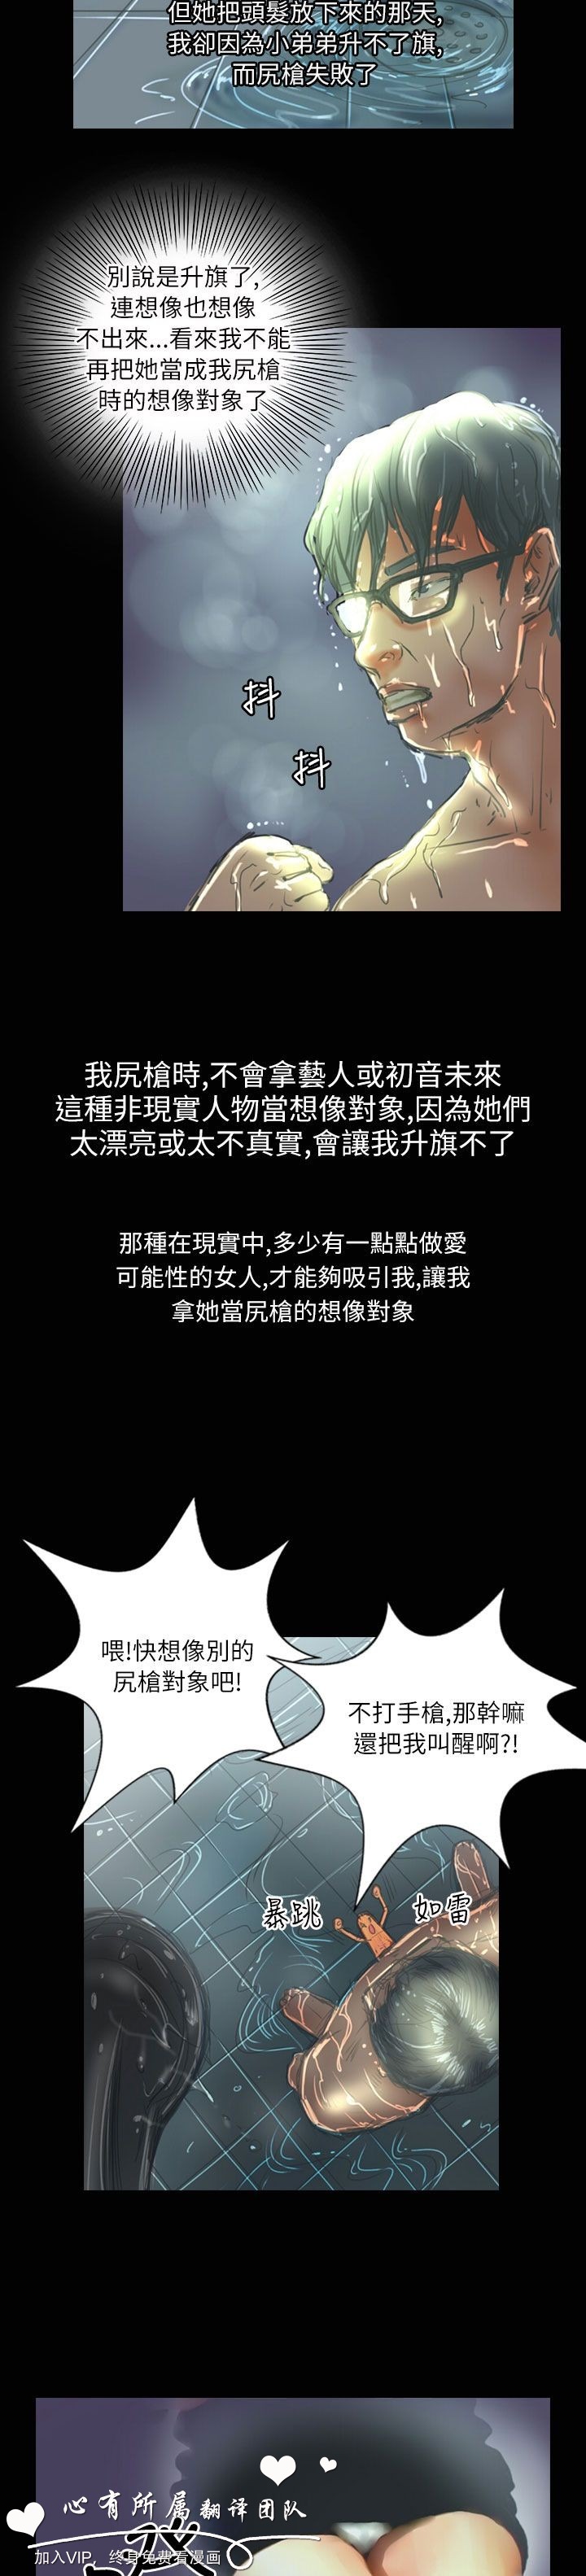 但她把頭髮放下來的那天,
我卻因為小弟弟升不了旗,
而尻槍失敗了
別說是升旗了,
連想像也想像
不出來...看來我不能
再把她當成我尻槍
時的想像對象了
抖
抖
我尻槍時,不會拿藝人或初音未來
這種非現實人物當想像對象,因為她們
太漂亮或太不真實,會讓我升旗不了
那種在現實中,多少有一點點做愛
可能性的女人,才能夠吸引我,讓我
拿她當尻槍的想像對象
喂!快想像別的
尻槍對象吧!
不打手槍,那幹嘛
還把我叫醒啊?!
暴跳
如雷
心有所属翻译团队
加入VIP，终身免费看漫画